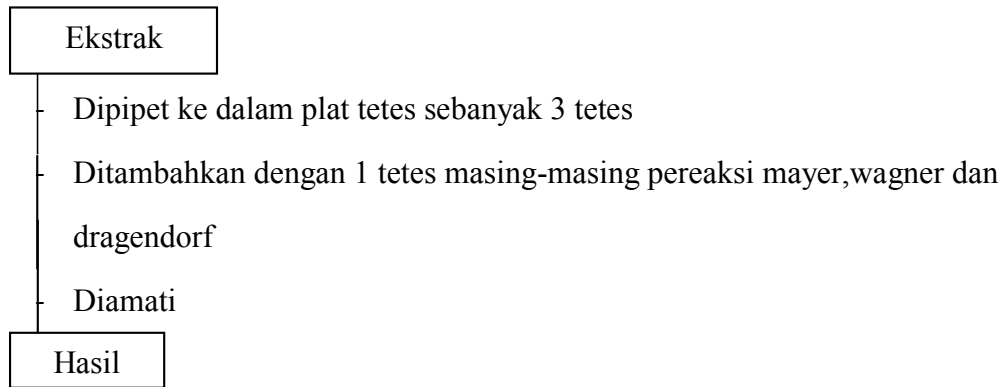 Ekstrak
- Dipipet ke dalam plat tetes sebanyak 3 tetes
- Ditambahkan dengan 1 tetes masing-masing pereaksi mayer,wagner dan
dragendorf
- Diamati
Hasil